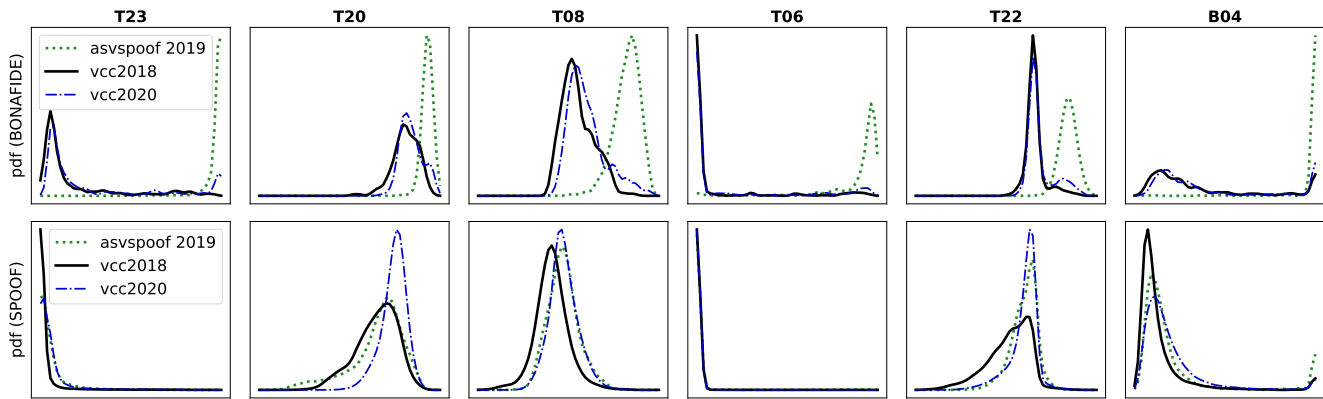 T23 T20 T08 T06 T22 B04
pdf (BONAFIDE)
asvspoof 2019
vcc2018
vcc2020
pdf (SPOOF)
asvspoof 2019
vcc2018
vcc2020